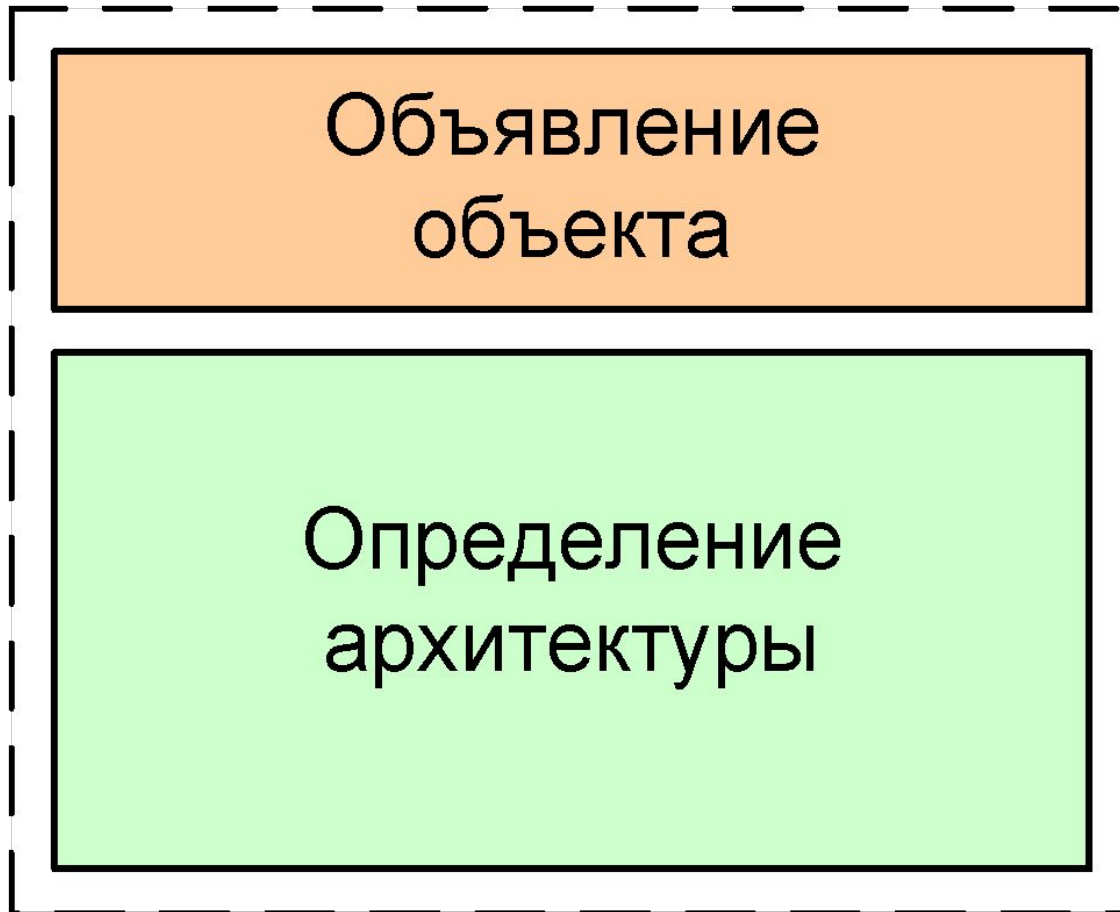 Объявление
объекта
Определение
архитектуры